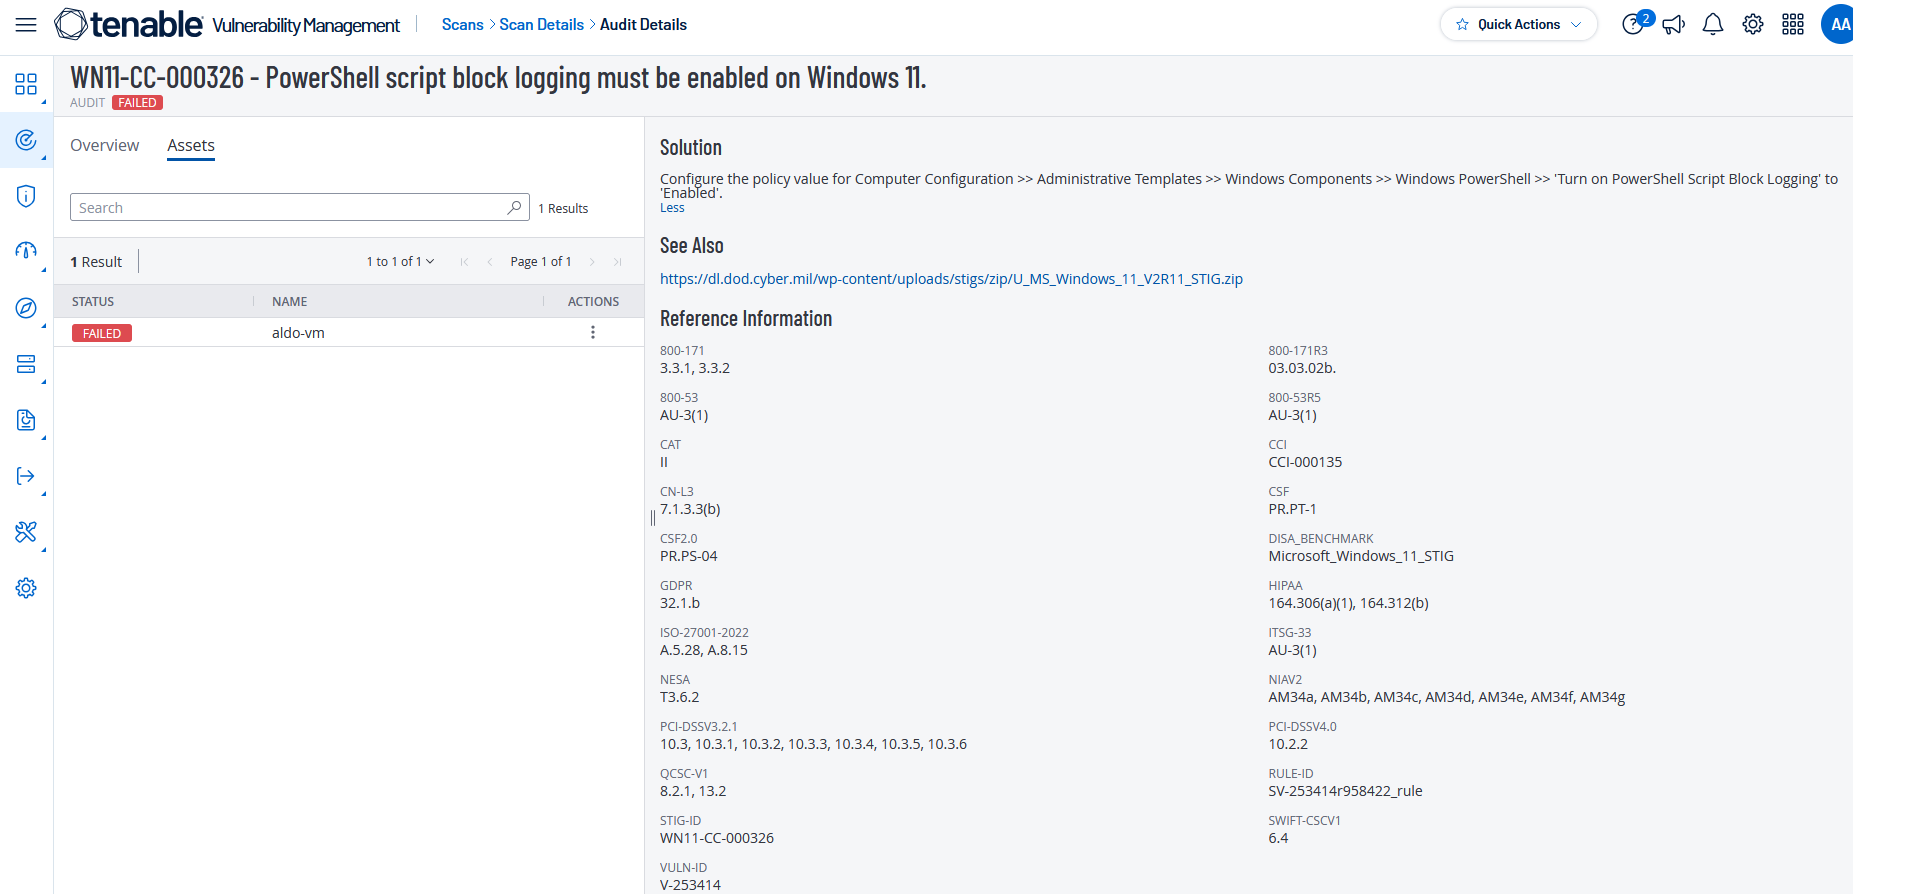 tenable Vulnerability Management Scans > Scan Details > Audit Details Quick Actions 2 AA
WN11-CC-000326 - PowerShell script block logging must be enabled on Windows 11.
AUDIT FAILED
Overview Assets
Search 1 Results
1 Result 1 to 1 of 1 Page 1 of 1
STATUS NAME ACTIONS
FAILED aldo-vm
Solution
Configure the policy value for Computer Configuration >> Administrative Templates >> Windows Components >> Windows PowerShell >> 'Turn on PowerShell Script Block Logging' to
'Enabled'.
Less
See Also
https://dl.dod.cyber.mil/wp-content/uploads/stigs/zip/U_MS_Windows_11_V2R11_STIG.zip
Reference Information
800-171 800-171R3
3.3.1, 3.3.2 03.03.02b.
800-53 800-53R5
AU-3(1) AU-3(1)
CAT CCI
II CCI-000135
CN-L3 CSF
7.1.3.3(b) PR.PT-1
CSF2.0 DISA_BENCHMARK
PR.PS-04 Microsoft_Windows_11_STIG
GDPR HIPAA
32.1.b 164.306(a)(1), 164.312(b)
ISO-27001-2022 ITSG-33
A.5.28, A.8.15 AU-3(1)
NESA NIAV2
T3.6.2 AM34a, AM34b, AM34c, AM34d, AM34e, AM34f, AM34g
PCI-DSSV3.2.1 PCI-DSSV4.0
10.3, 10.3.1, 10.3.2, 10.3.3, 10.3.4, 10.3.5, 10.3.6 10.2.2
QCSC-V1 RULE-ID
8.2.1, 13.2 SV-253414r958422_rule
STIG-ID SWIFT-CSCV1
WN11-CC-000326 6.4
VULN-ID
V-253414